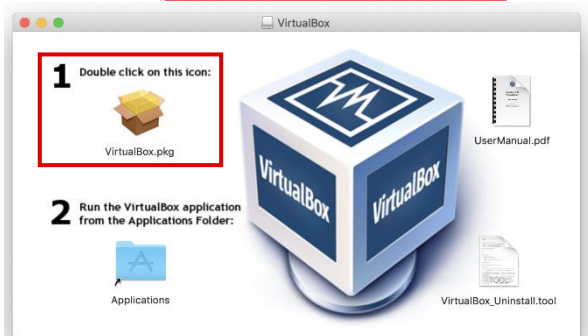 VirtualBox
1 Double click on this icon:
VirtualBox.pkg
2 Run the VirtualBox application
from the Applications Folder:
Applications
VirtualBox
VirtualBox
UserManual.pdf
TOOL
VirtualBox_Uninstall.tool